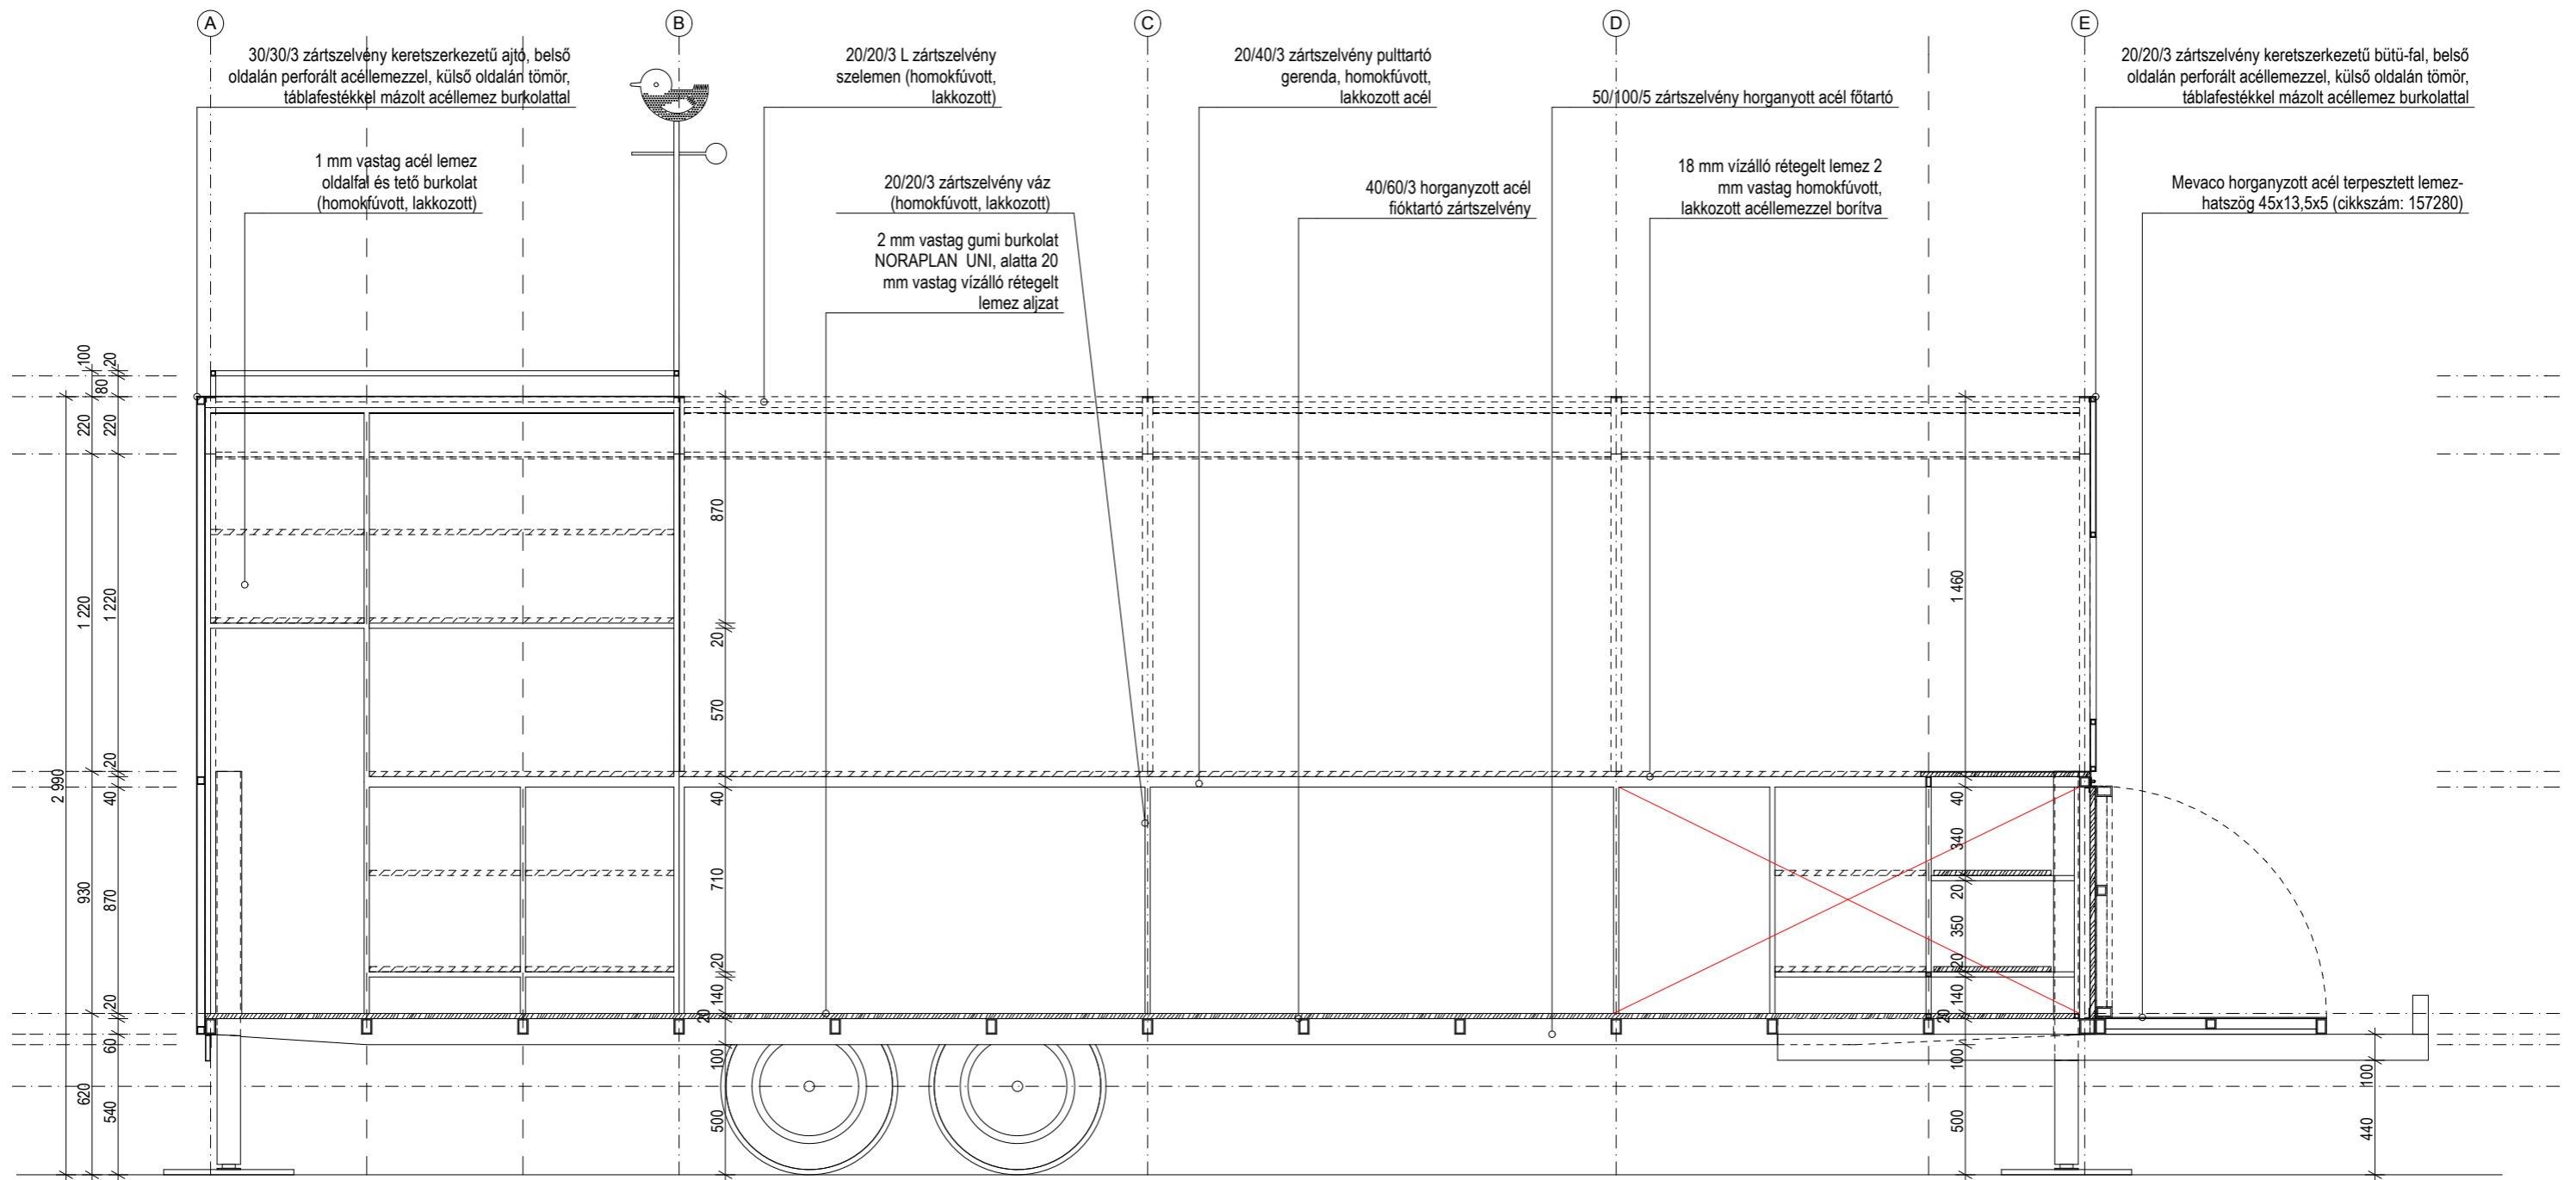 A
B
C
D
E
30/30/3 zártszelvény keretszerkezetű ajtó, belső
oldalán perforált acéllemezzel, külső oldalán tömör,
táblafestékkel mázolt acéllemez burkolattal
20/20/3 L zártszelvény
szelemen (homokfúvott,
lakkozott)
20/40/3 zártszelvény pulttartó
gerenda, homokfúvott,
lakkozott acél
50/100/5 zártszelvény horganyott acél főtartó
20/20/3 zártszelvény keretszerkezetű bütü-fal, belső
oldalán perforált acéllemezzel, külső oldalán tömör,
táblafestékkel mázolt acéllemez burkolattal
1 mm vastag acél lemez
oldalfal és tető burkolat
(homokfúvott, lakkozott)
20/20/3 zártszelvény váz
(homokfúvott, lakkozott)
40/60/3 horganyzott acél
fióktartó zártszelvény
18 mm vízálló rétegelt lemez 2
mm vastag homokfúvott,
lakkozott acéllemezzel borítva
Mevaco horganyzott acél terpesztett lemez-
hatszög 45x13,5x5 (cikkszám: 157280)
2 mm vastag gumi burkolat
NORAPLAN UNI, alatta 20
mm vastag vízálló rétegelt
lemez aljzat
2 990
100
220
1 220
930
620
20
80
220
1 220
20
40
870
20
60
540
870
20
570
40
710
20
140
20
100
500
1 460
40
340
20
350
20
140
20
100
500
100
440